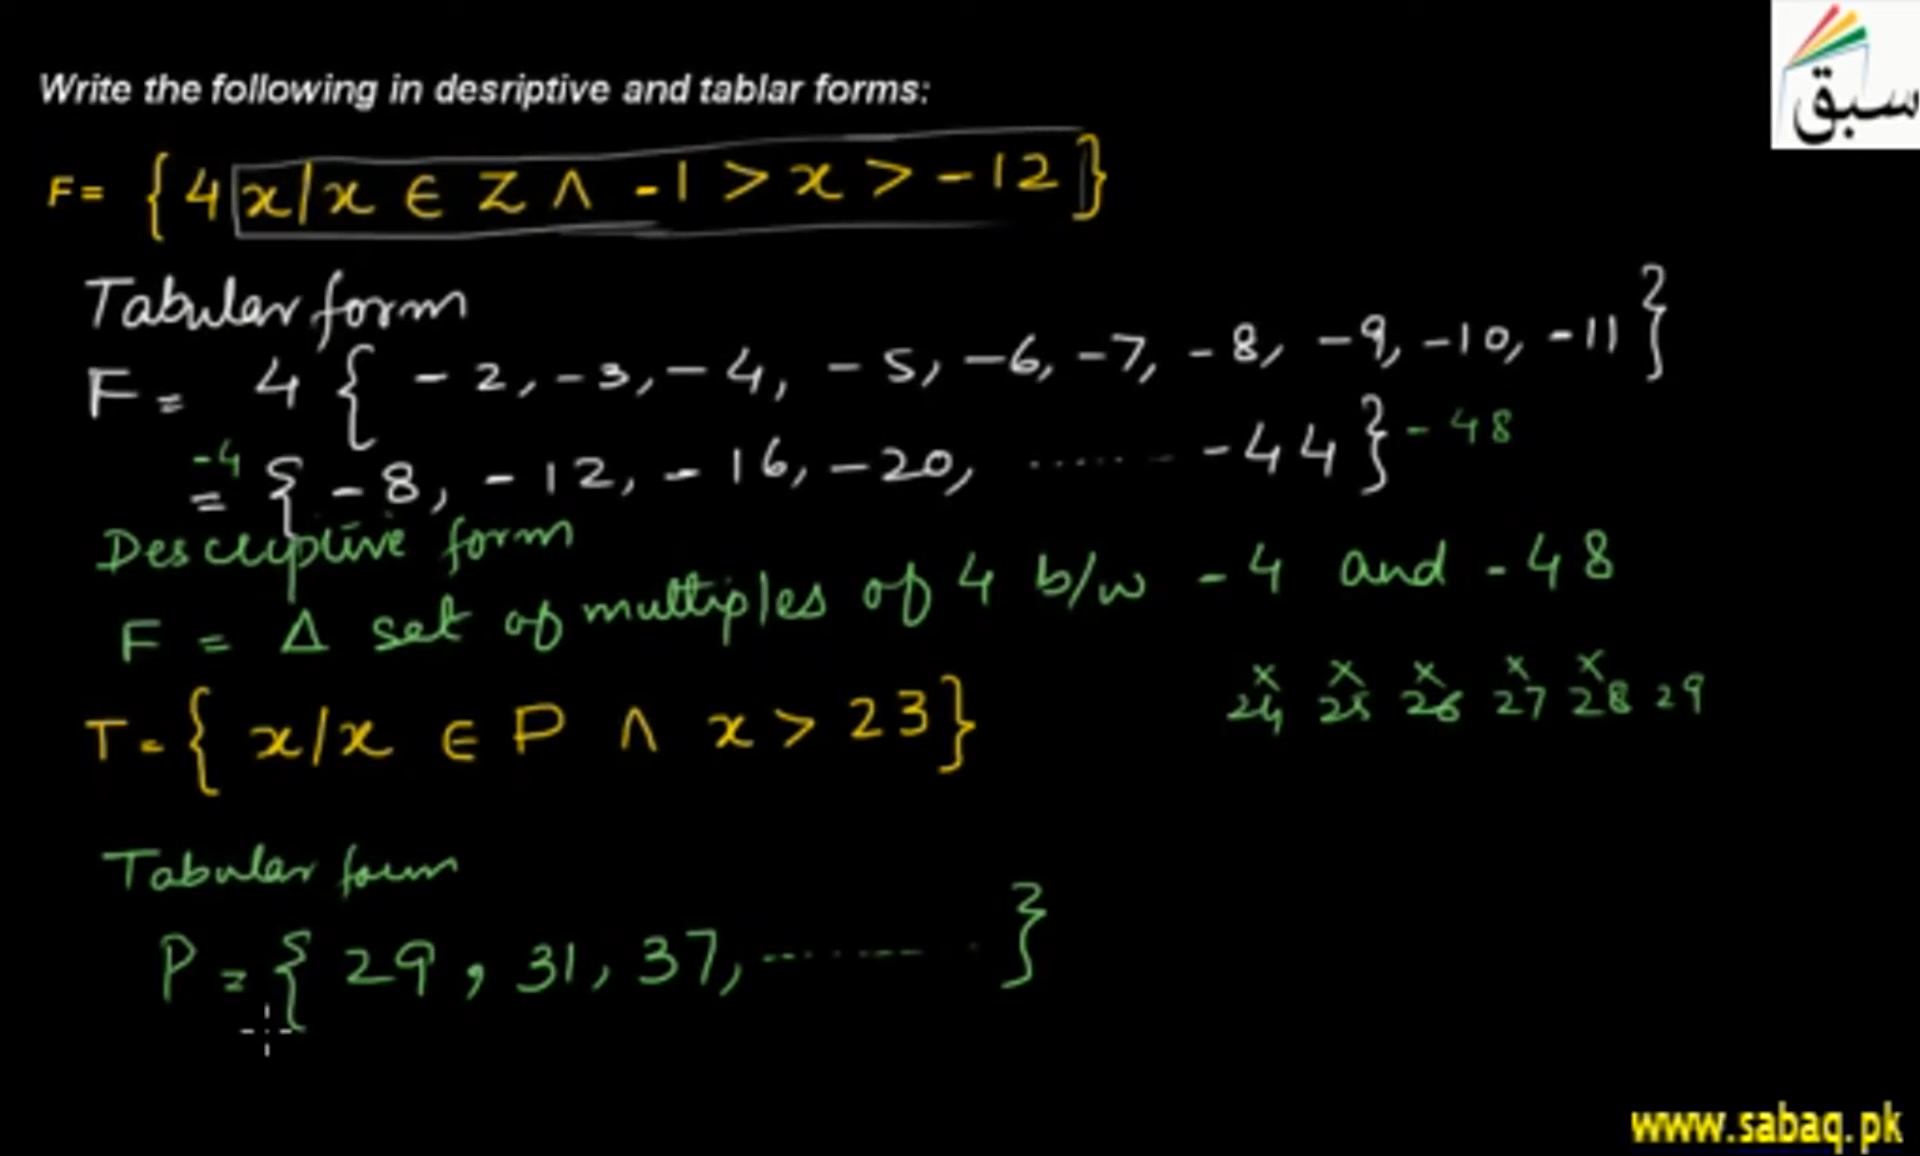 سبق
Write the following in desriptive and tablar forms:
F= {4x/x ∈ Z ∧ -1 > x > -12}
Tabular form
F = 4 { -2, -3, -4, -5, -6, -7, -8, -9, -10, -11}
-4 = { -8, -12, -16, -20, ...... -44} -48
Descriptive form
F = A set of multiples of 4 b/w -4 and -48
x x x x x
24 25 26 27 28 29
T = { x/x ∈ P ∧ x > 23}
Tabular form
P = { 29, 31, 37, ......... }
www.sabaq.pk